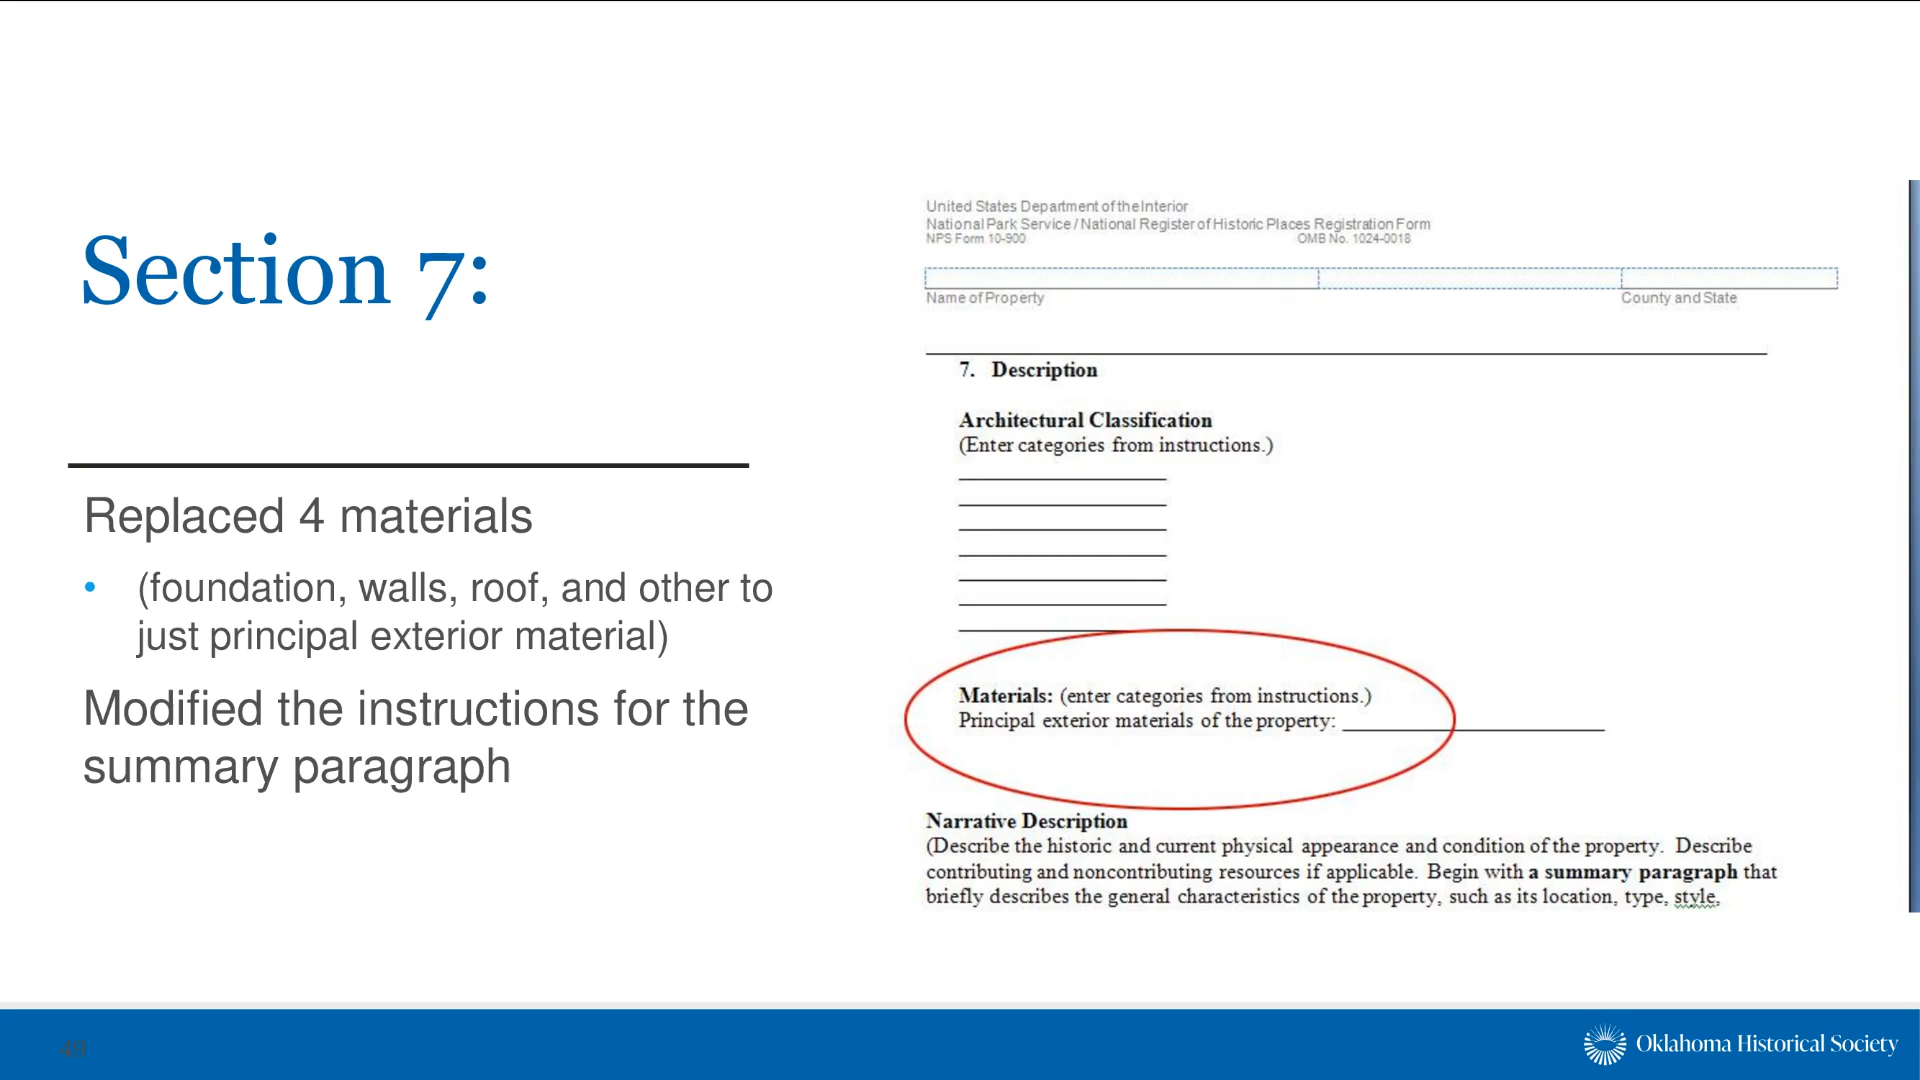 Section 7:
Replaced 4 materials
• (foundation, walls, roof, and other to
just principal exterior material)
Modified the instructions for the
summary paragraph
United States Department of the Interior
National Park Service / National Register of Historic Places Registration Form
NPS Form 10-900 OMB No. 1024-0018
Name of Property County and State
7. Description
Architectural Classification
(Enter categories from instructions.)
Materials: (enter categories from instructions.)
Principal exterior materials of the property:
Narrative Description
(Describe the historic and current physical appearance and condition of the property. Describe
contributing and noncontributing resources if applicable. Begin with a summary paragraph that
briefly describes the general characteristics of the property, such as its location, type, style,
Oklahoma Historical Society